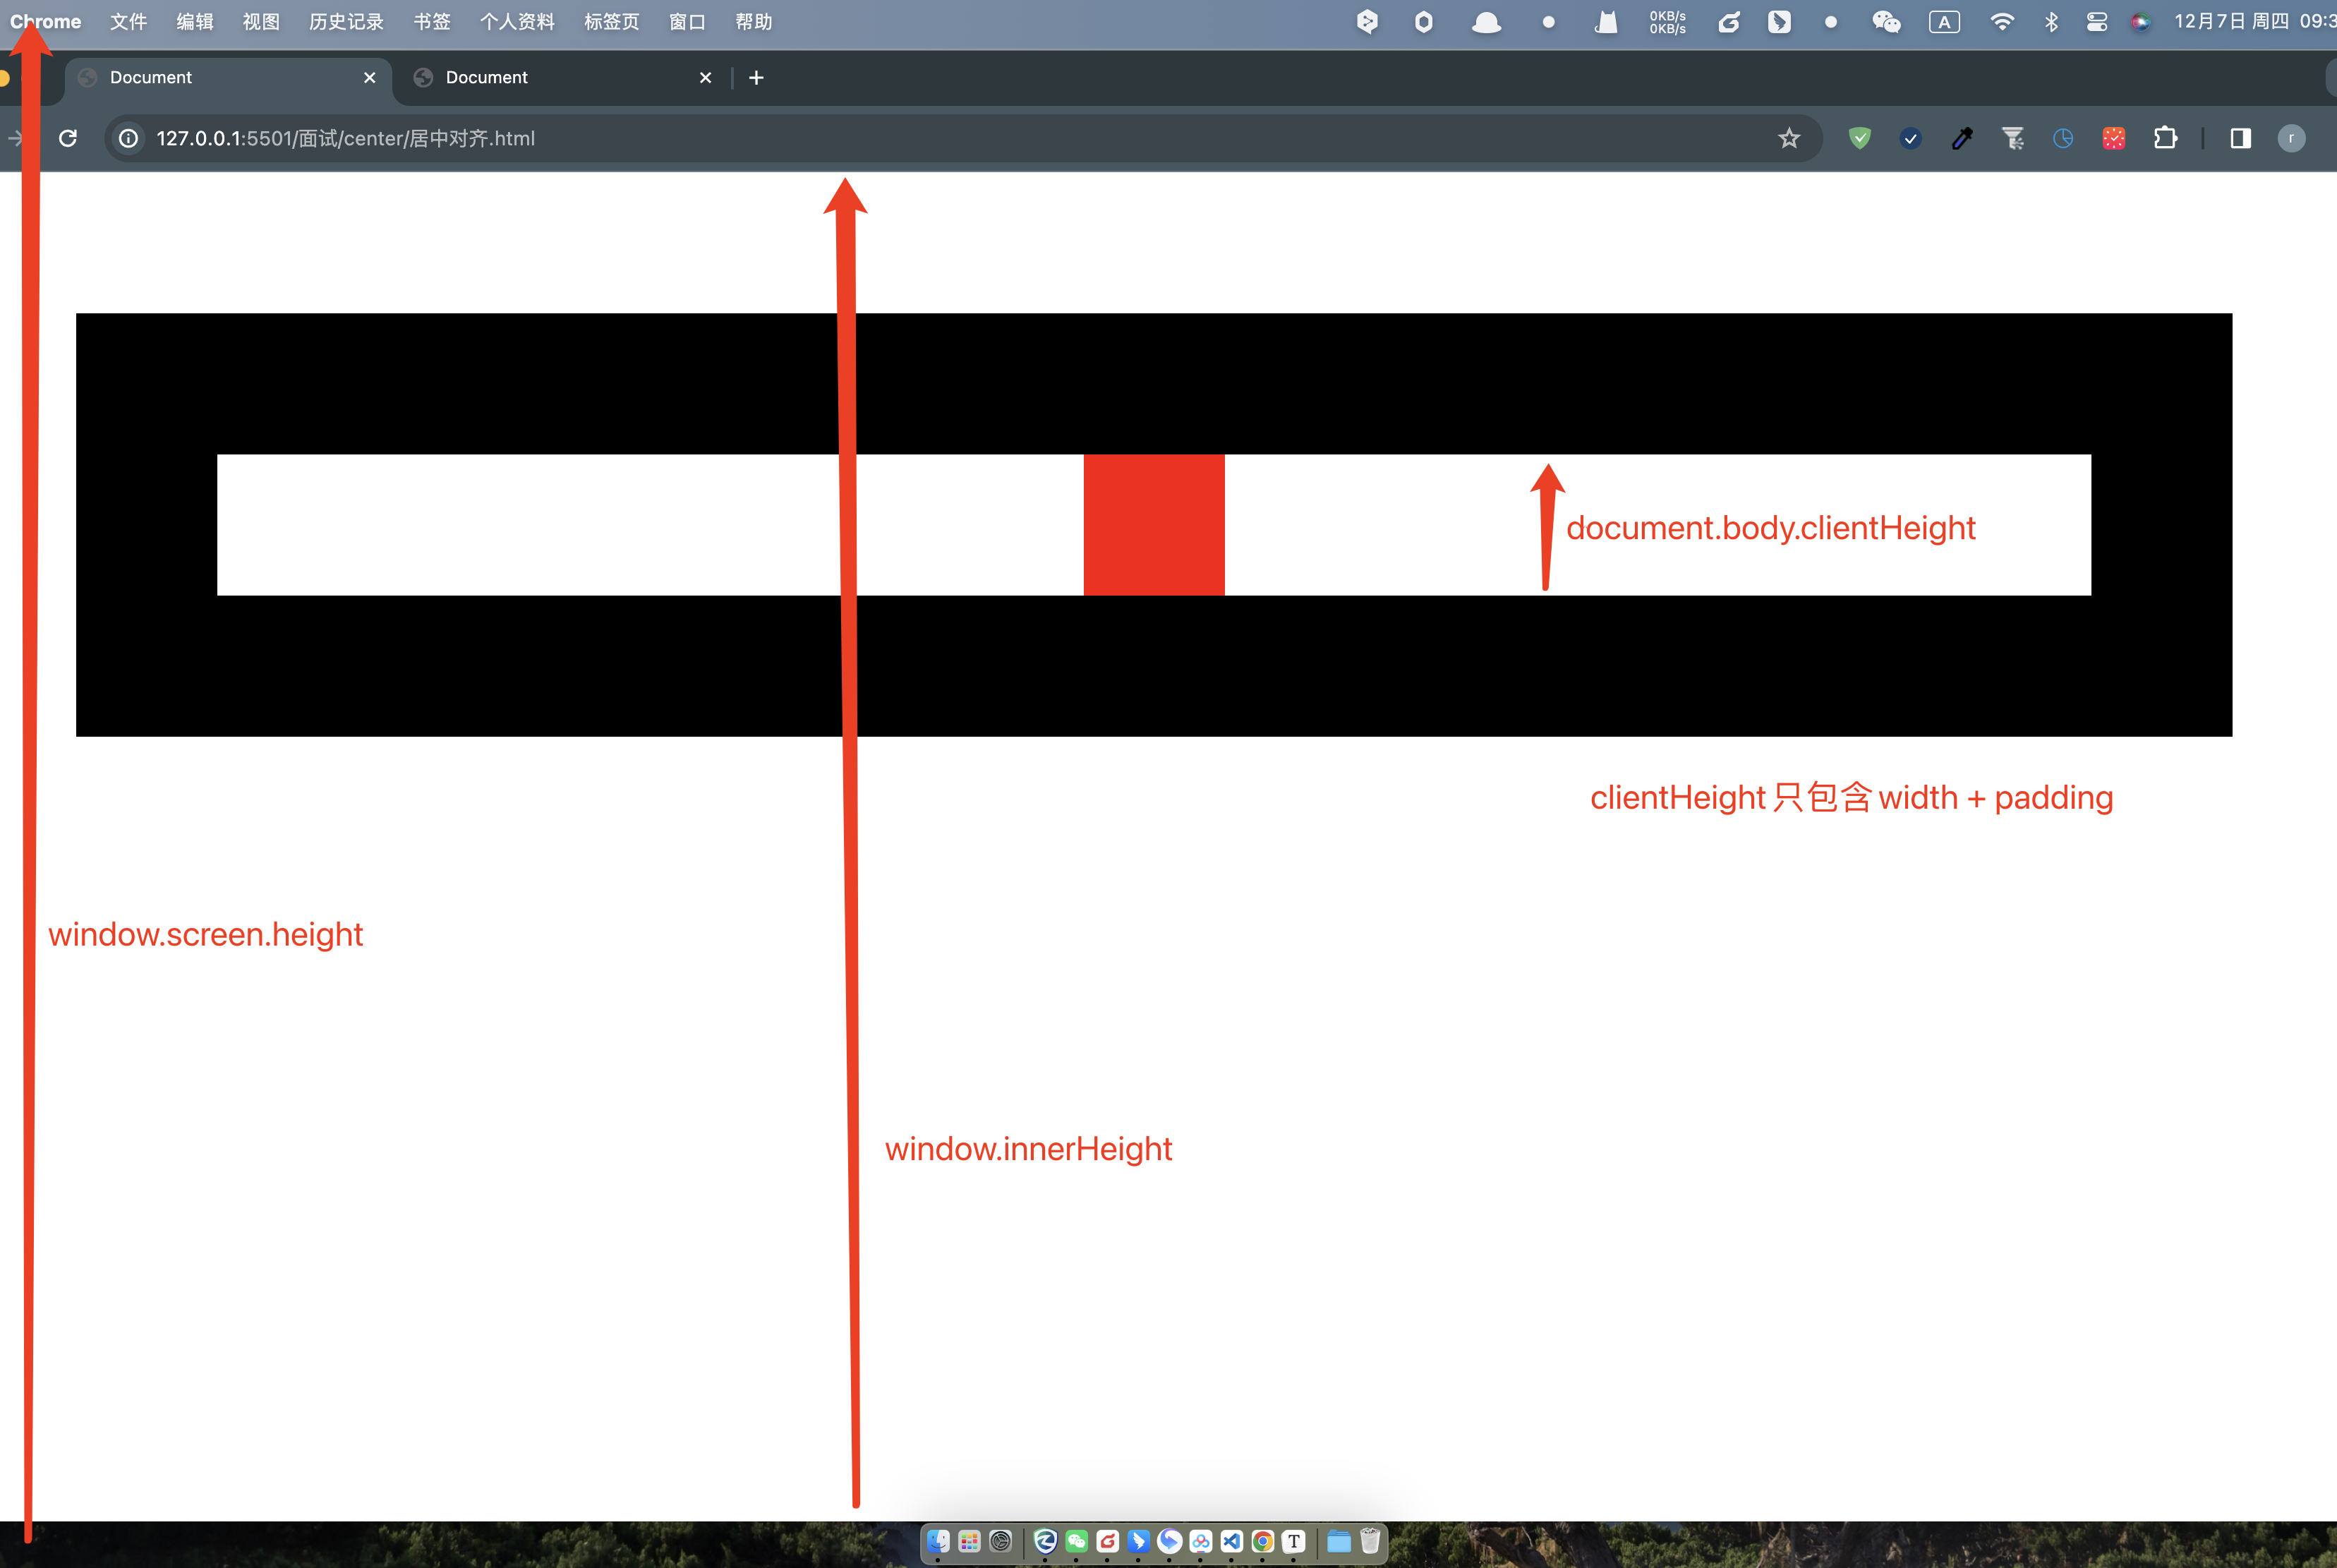 Chrome 文件 编辑 视图 历史记录 书签 个人资料 标签页 窗口 帮助 0KB/s A 12月7日 周四 09:3
0KB/s
Document Document
127.0.0.1:5501/面试/center/居中对齐.html r
document.body.clientHeight
clientHeight 只包含 width + padding
window.screen.height
window.innerHeight
T